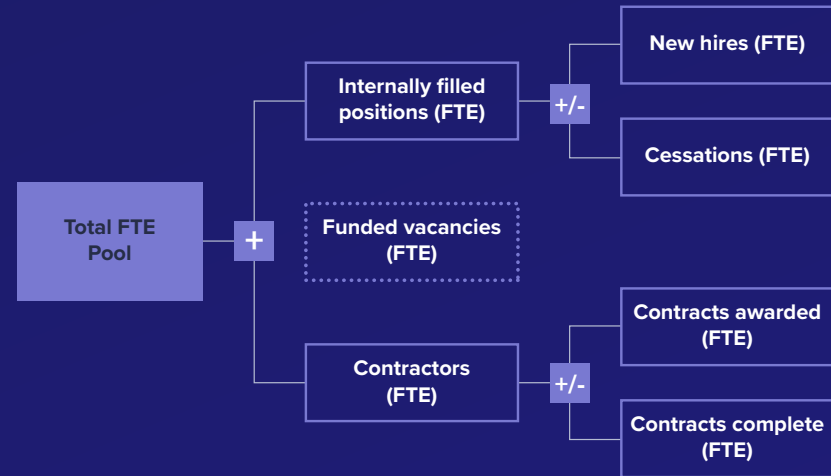 New hires (FTE)
Internally filled
positions (FTE)
+/-
Cessations (FTE)
Total FTE
Pool
+
Funded vacancies
(FTE)
Contracts awarded
(FTE)
Contractors
(FTE)
+/-
Contracts complete
(FTE)